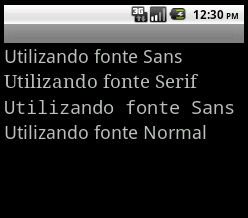 3G 12:30 PM
Utilizando fonte Sans
Utilizando fonte Serif
Utilizando fonte Sans
Utilizando fonte Normal